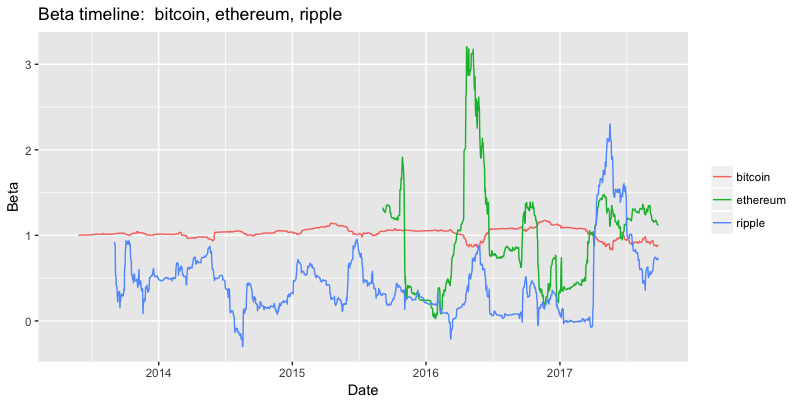 Beta timeline:  bitcoin, ethereum, ripple
3
2
1
0
Beta
2014
2015
2016
2017
Date
bitcoin
ethereum
ripple